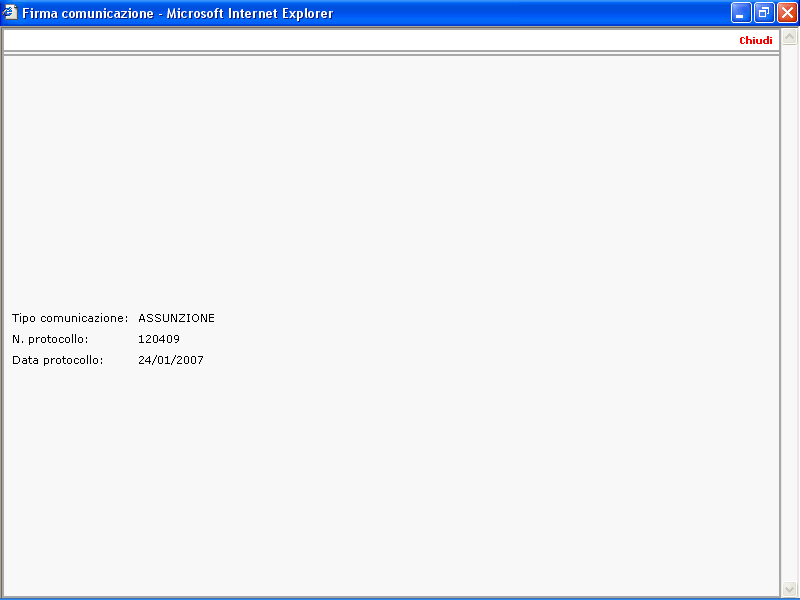 Firma comunicazione - Microsoft Internet Explorer
Chiudi
Tipo comunicazione: ASSUNZIONE
N. protocollo: 120409
Data protocollo: 24/01/2007